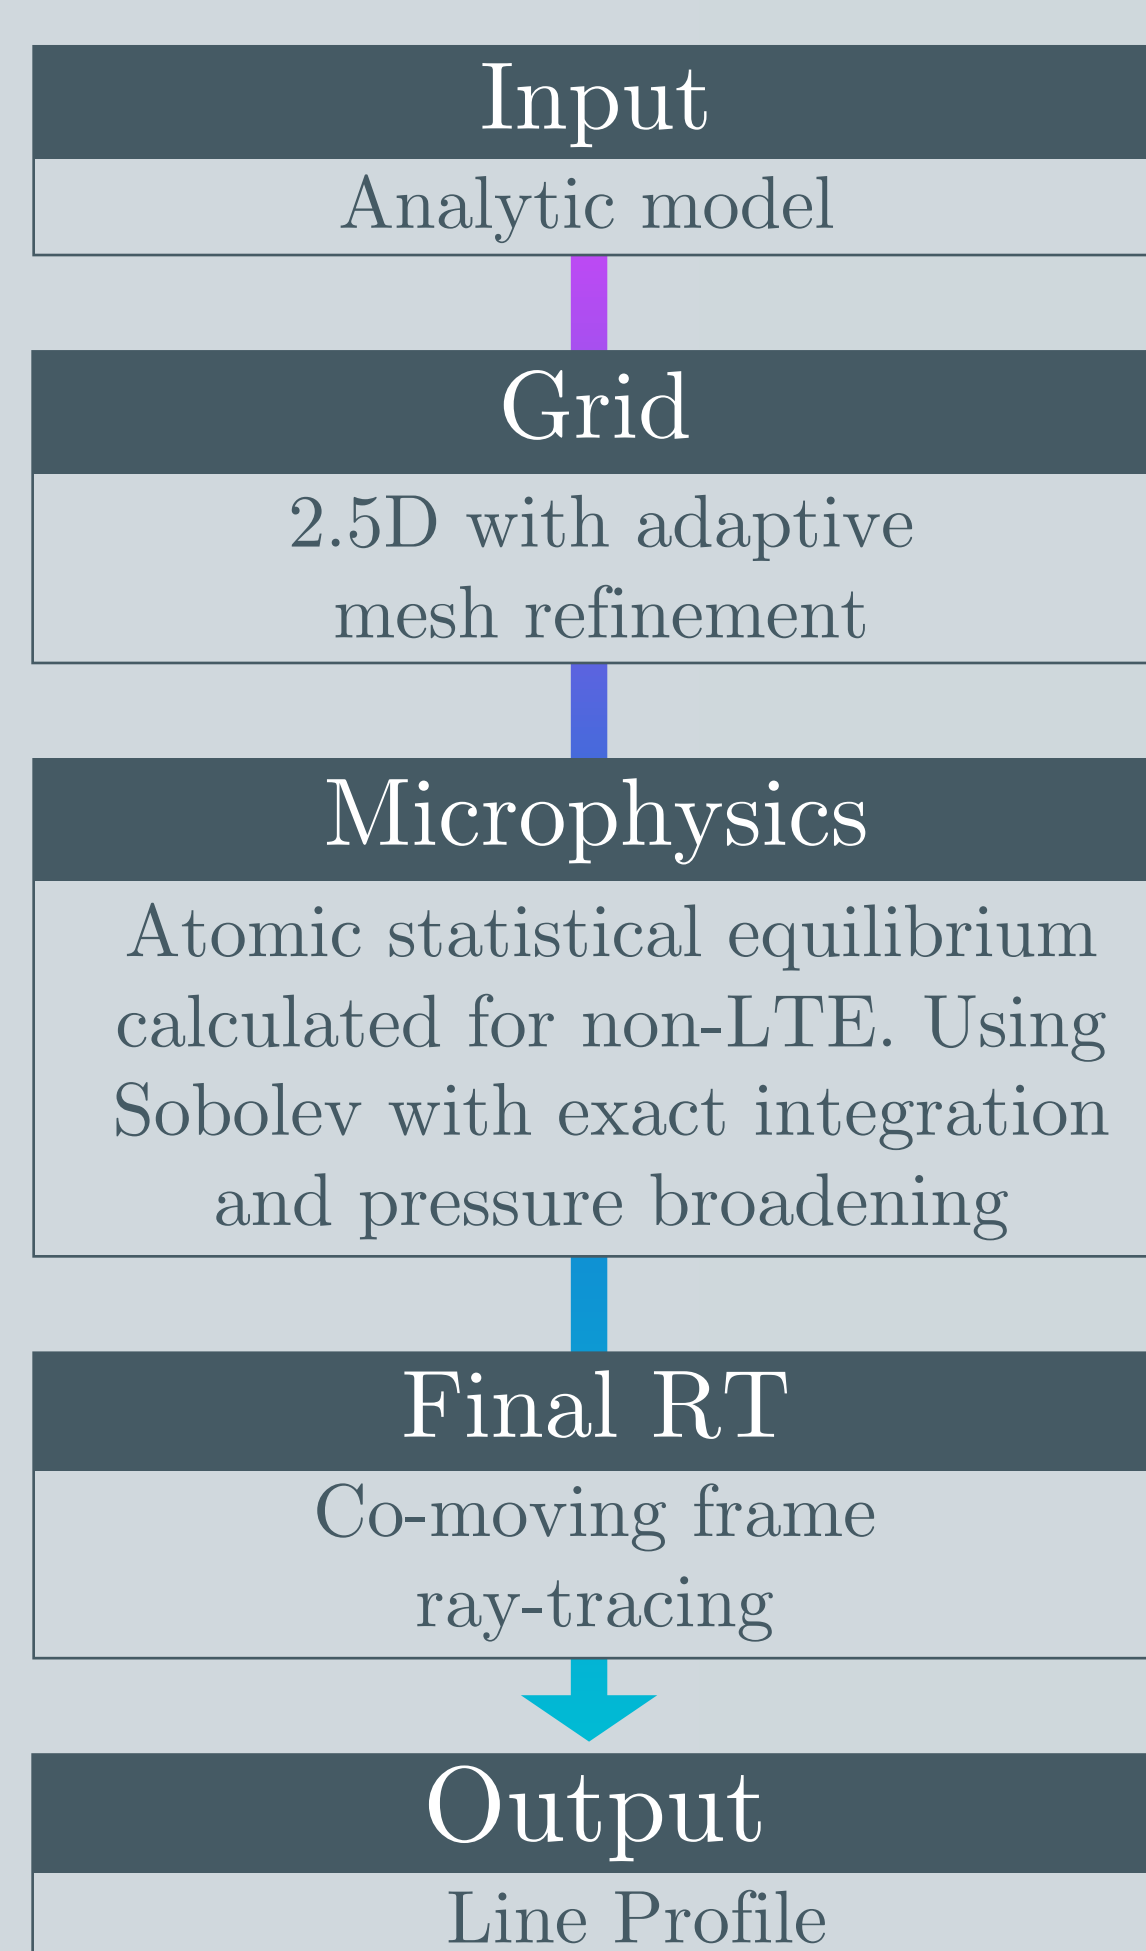 Input
Analytic model
Grid
2.5D with adaptive
mesh refinement
Microphysics
Atomic statistical equilibrium
calculated for non-LTE. Using
Sobolev with exact integration
and pressure broadening
Final RT
Co-moving frame
ray-tracing
Output
Line Profile